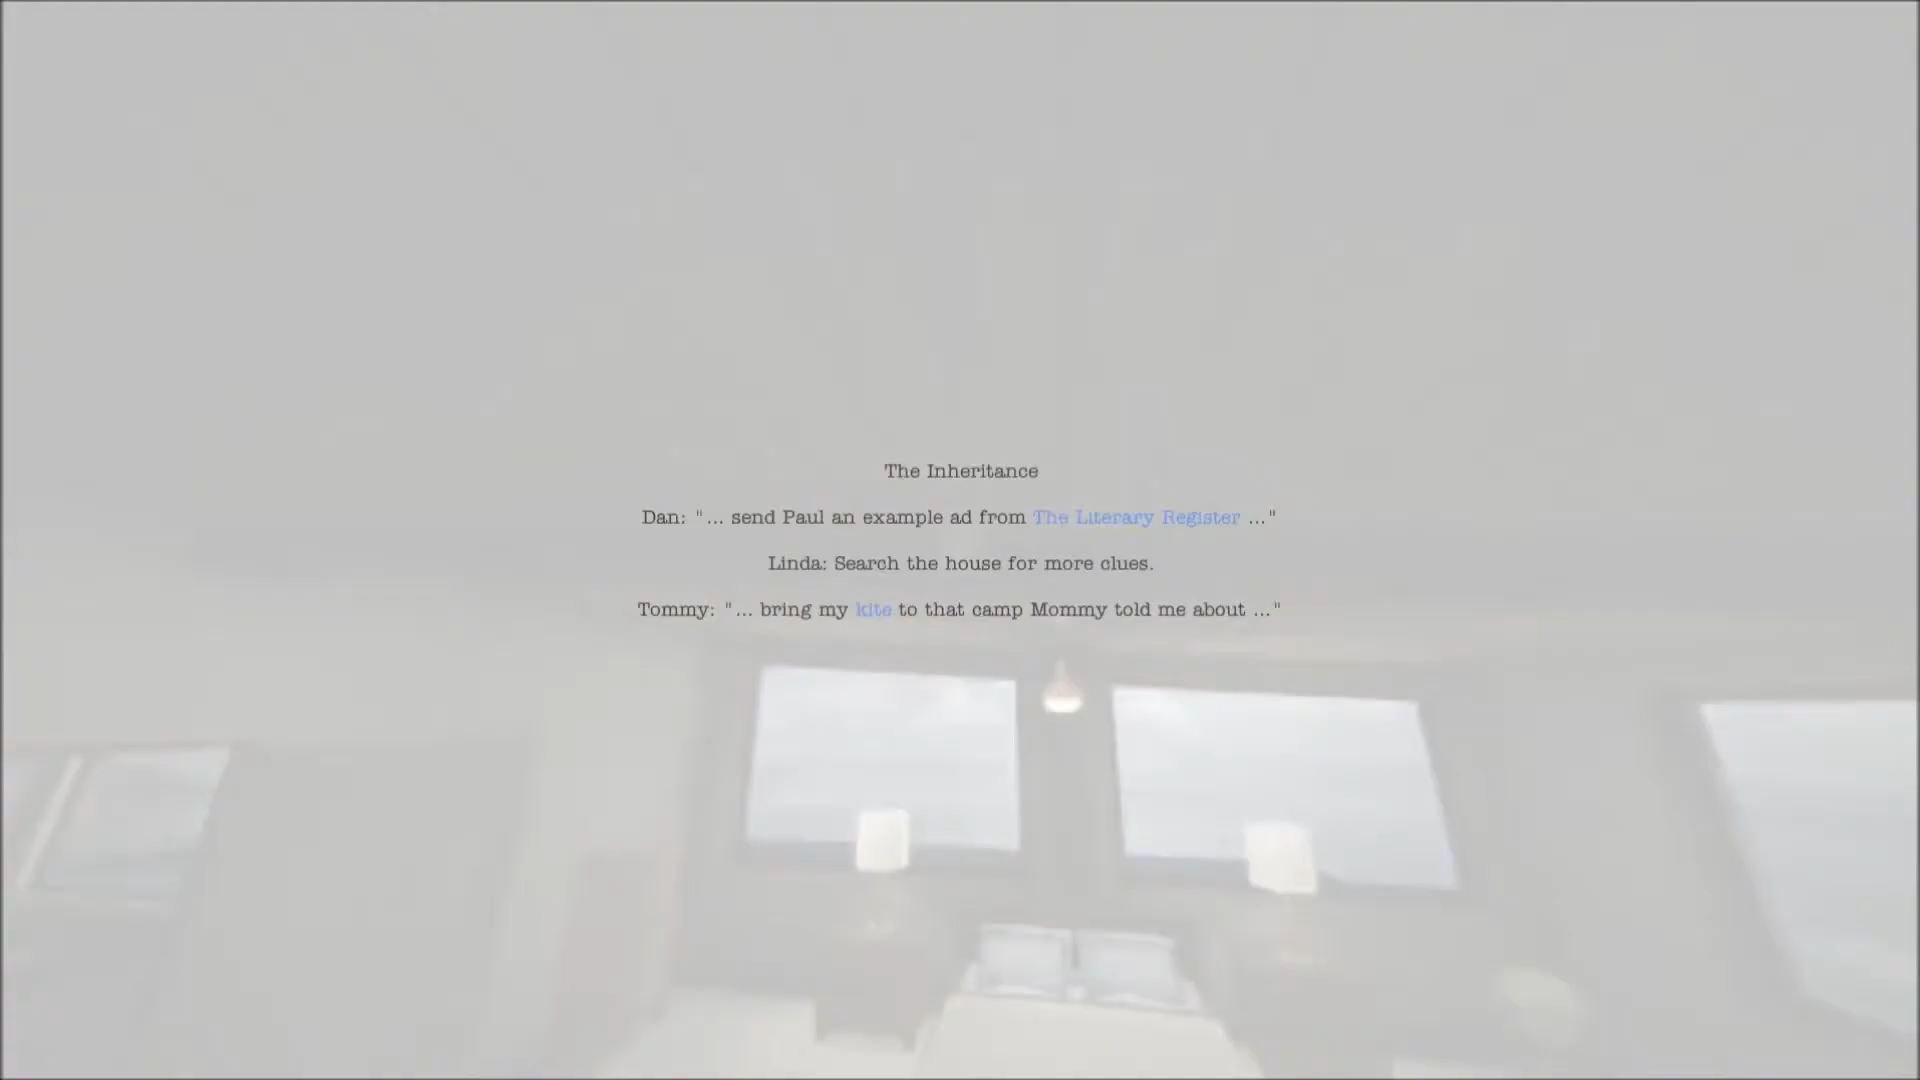 The Inheritance
Dan: "... send Paul an example ad from The Literary Register ..."
Linda: Search the house for more clues.
Tommy: "... bring my kite to that camp Mommy told me about ..."